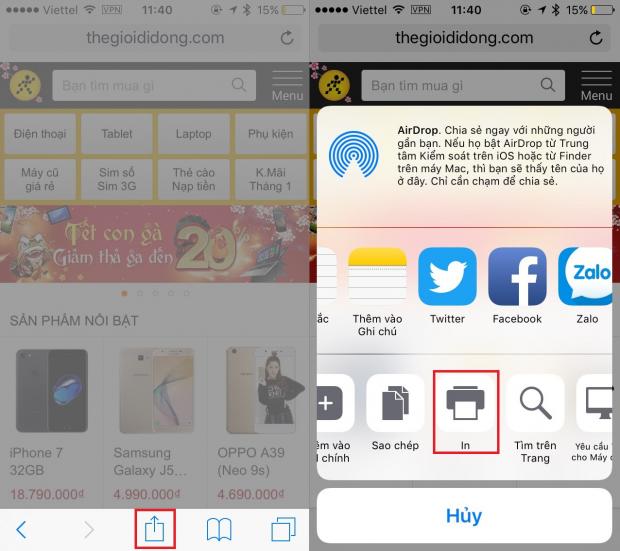 Viettel VPN 11:40 15%
thegioididong.com
Bạn tìm mua gì
Menu
Điện thoại
Tablet
Laptop
Phụ kiện
Máy cũ
giá rẻ
Sim số
Sim 3G
Thẻ cào
Nạp tiền
K.Mãi
Tháng 1
Tết con gà
Giảm thả ga đến 20%
SẢN PHẨM NỔI BẬT
iPhone 7
32GB
18.790.000₫
Samsung
Galaxy J5...
4.990.000₫
OPPO A39
(Neo 9s)
4.690.000₫
Viettel VPN 11:40 15%
thegioididong.com
Bạn tìm mua gì
Menu
AirDrop. Chia sẻ ngay với những người
gần bạn. Nếu họ bật AirDrop từ Trung
tâm Kiểm soát trên iOS hoặc từ Finder
trên máy Mac, thì bạn sẽ thấy tên của họ
ở đây. Chỉ cần chạm để chia sẻ.
ắc
Thêm vào
Ghi chú
Twitter
Facebook
Zalo
Zalo
êm vào
l chính
Sao chép
In
Tìm trên
Trang
Yêu cầu
cho Máy
Hủy